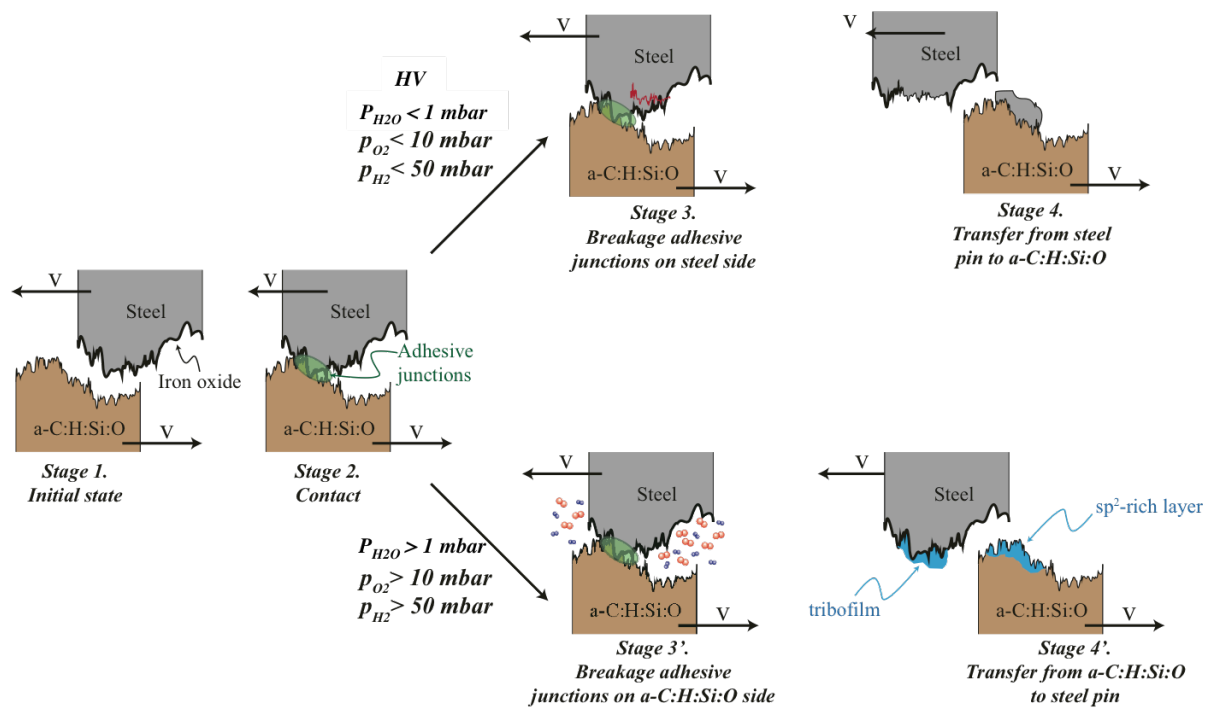 V
Steel
Iron oxide
a-C:H:Si:O
V
Stage 1.
Initial state
V
Steel
Adhesive
junctions
a-C:H:Si:O
V
Stage 2.
Contact
HV
P_H2O < 1 mbar
p_O2 < 10 mbar
p_H2 < 50 mbar
V
Steel
a-C:H:Si:O
V
Stage 3.
Breakage adhesive
junctions on steel side
V
Steel
a-C:H:Si:O
V
Stage 4.
Transfer from steel
pin to a-C:H:Si:O
P_H2O > 1 mbar
p_O2 > 10 mbar
p_H2 > 50 mbar
V
Steel
a-C:H:Si:O
V
Stage 3'.
Breakage adhesive
junctions on a-C:H:Si:O side
V
Steel
sp²-rich layer
tribofilm
a-C:H:Si:O
V
Stage 4'.
Transfer from a-C:H:Si:O
to steel pin